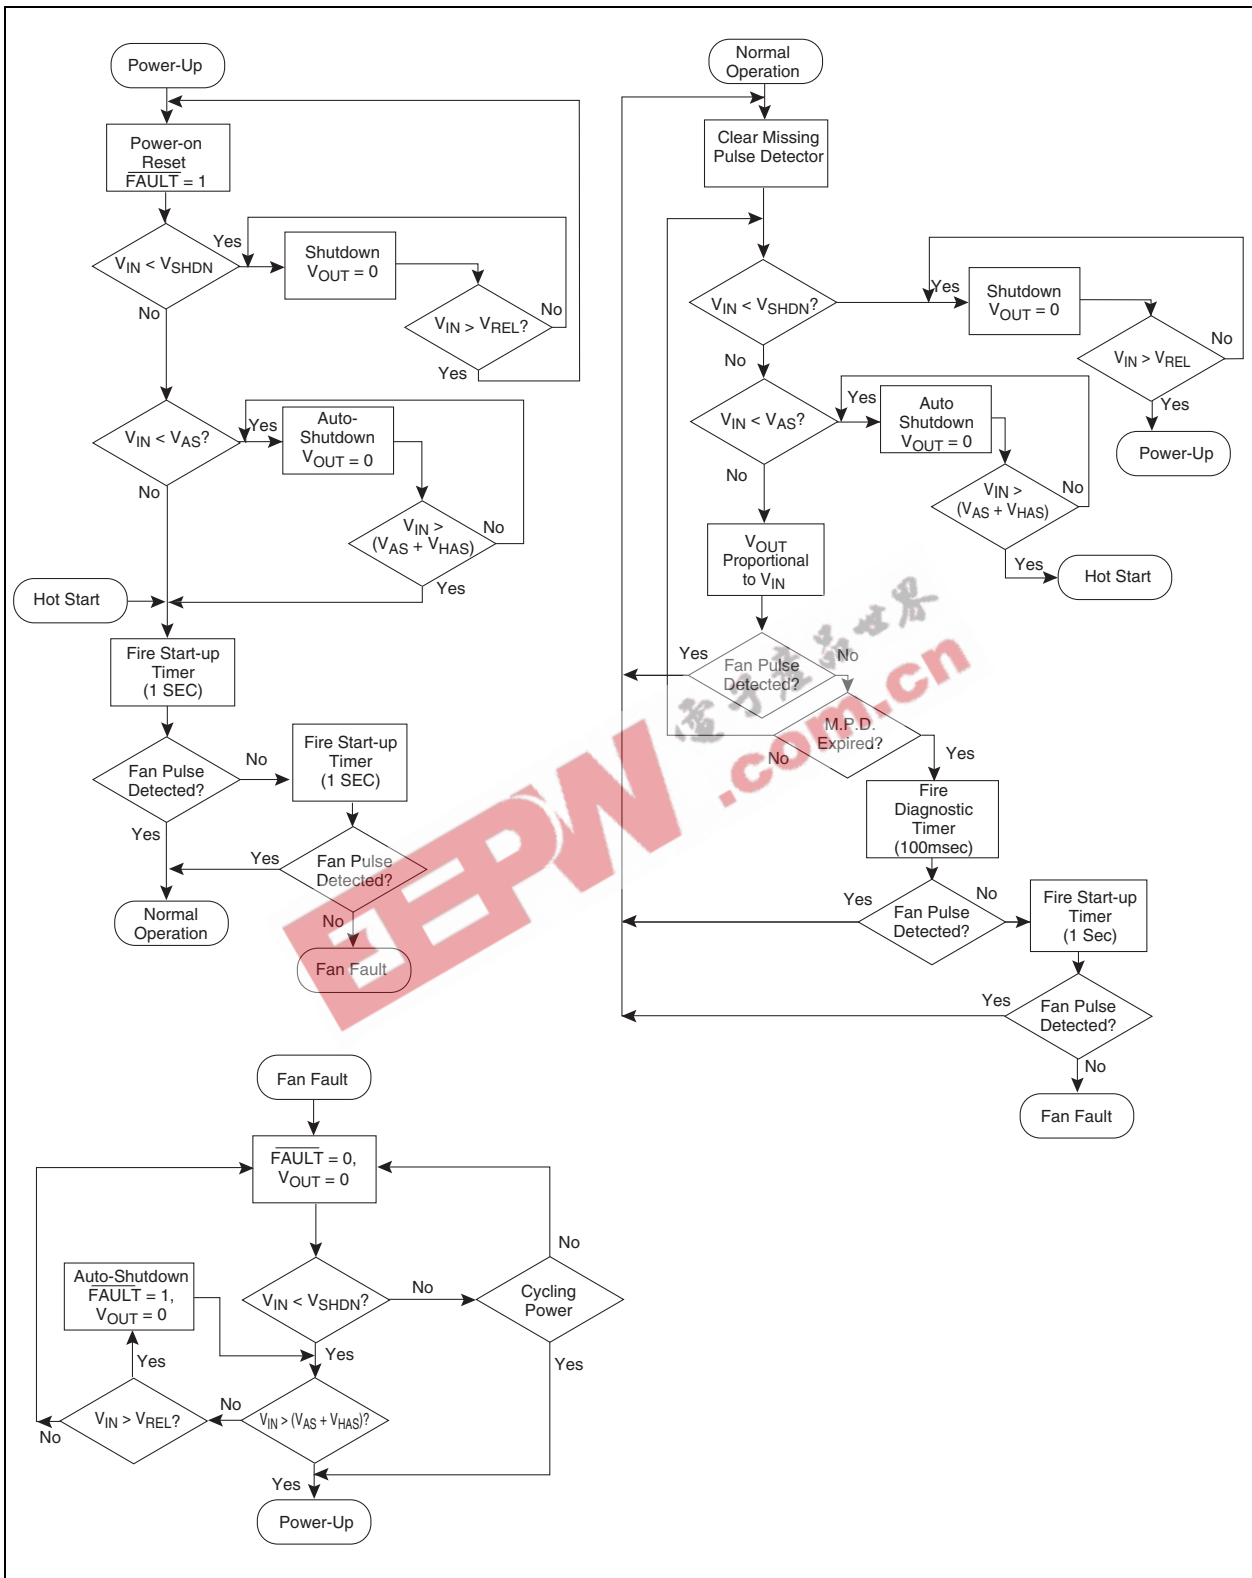 Power-Up
Power-on
Reset
FAULT = 1
VIN < VSHDN
Yes
No
Shutdown
VOUT = 0
VIN > VREL?
No
Yes
VIN < VAS?
Yes
No
Auto-
Shutdown
VOUT = 0
VIN >
(VAS + VHAS)
No
Yes
Hot Start
Fire Start-up
Timer
(1 SEC)
Fan Pulse
Detected?
No
Yes
Fire Start-up
Timer
(1 SEC)
Fan Pulse
Detected?
Yes
No
Normal
Operation
Fan Fault
Normal
Operation
Clear Missing
Pulse Detector
VIN < VSHDN?
Yes
No
Shutdown
VOUT = 0
VIN > VREL
No
Yes
Power-Up
VIN < VAS?
Yes
No
Auto
Shutdown
VOUT = 0
VIN >
(VAS + VHAS)
No
Yes
Hot Start
VOUT
Proportional
to VIN
Fan Pulse
Detected?
Yes
No
M.P.D.
Expired?
No
Yes
Fire
Diagnostic
Timer
(100msec)
Fan Pulse
Detected?
Yes
No
Fire Start-up
Timer
(1 Sec)
Fan Pulse
Detected?
Yes
No
Fan Fault
Fan Fault
FAULT = 0,
VOUT = 0
VIN < VSHDN?
No
Yes
Cycling
Power
No
Yes
Auto-Shutdown
FAULT = 1,
VOUT = 0
Yes
VIN > VREL?
No
No
VIN > (VAS + VHAS)?
Yes
Power-Up
EEPW
.com.cn
電子産品世界